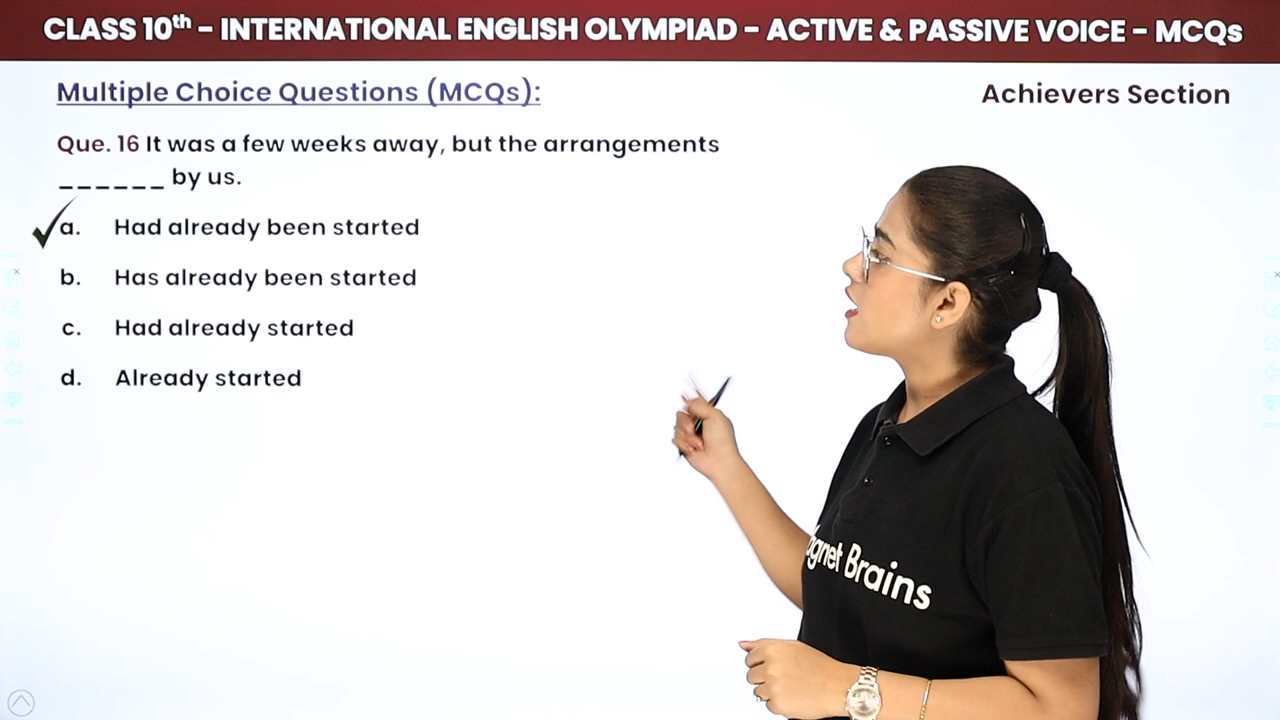 CLASS 10th – INTERNATIONAL ENGLISH OLYMPIAD – ACTIVE & PASSIVE VOICE – MCQs
Multiple Choice Questions (MCQs):
Achievers Section
Que. 16 It was a few weeks away, but the arrangements
______ by us.
a. Had already been started
b. Has already been started
c. Had already started
d. Already started
gnet Brains